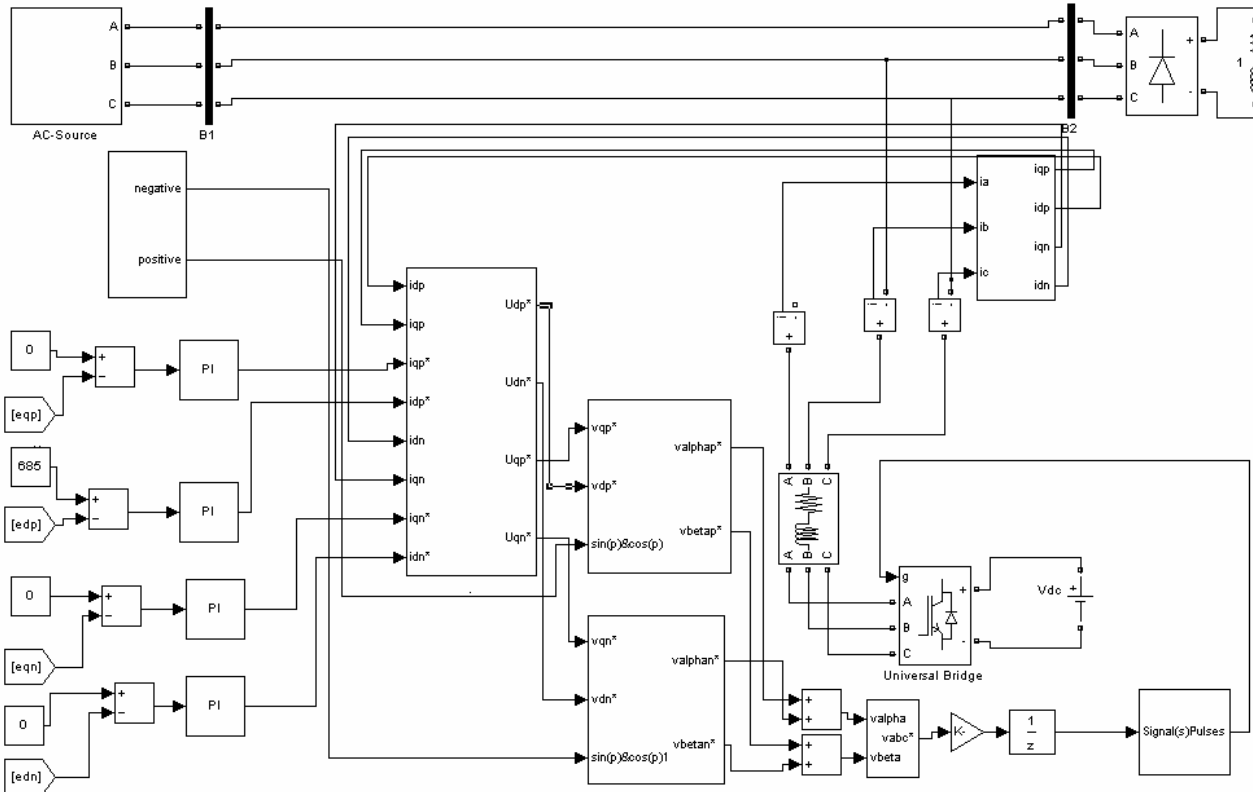 A
B
C
AC-Source
B1
B2
A
B
C
+
-
1
negative
positive
ia
ib
ic
iqp
idp
iqn
idn
i
-
+
i
-
+
i
-
+
idp
iqp
iqp*
idp*
idn
iqn
iqn*
idn*
Udp*
Udn*
Uqp*
Uqn*
0
[eqp]
+
−
PI
685
[edp]
+
−
PI
0
[eqn]
+
−
PI
0
[edn]
+
−
PI
vqp*
vdp*
sin(p)&cos(p)
valphap*
vbetap*
vqn*
vdn*
sin(p)&cos(p)1
valphan*
vbetan*
A B C
A B C
g
A
B
C
+
-
Universal Bridge
Vdc
+
+
+
+
+
valpha
vbeta
vabc*
K-
1
z
Signal(s)Pulses